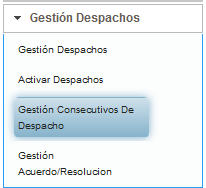 Gestión Despachos
Gestión Despachos
Activar Despachos
Gestión Consecutivos De
Despacho
Gestión
Acuerdo/Resolucion